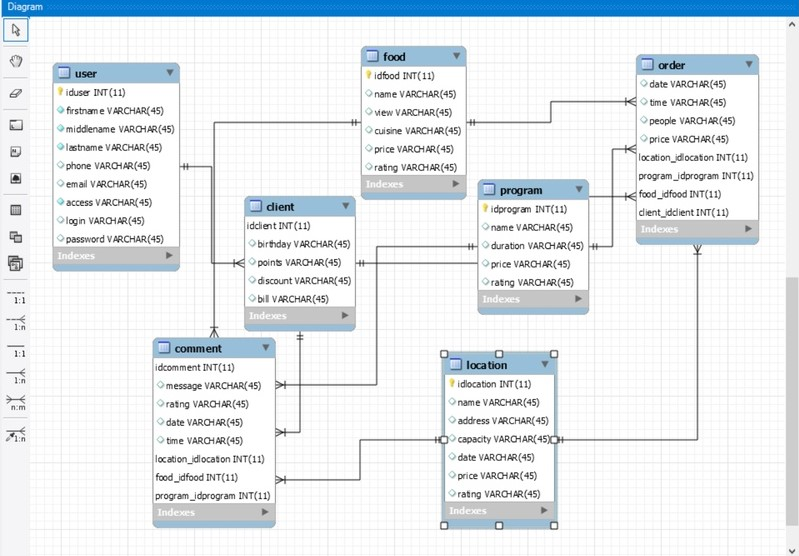 Diagram
1:1
1:n
1:1
1:n
n:m
1:n
user
iduser INT(11)
firstname VARCHAR(45)
middlename VARCHAR(45)
lastname VARCHAR(45)
phone VARCHAR(45)
email VARCHAR(45)
access VARCHAR(45)
login VARCHAR(45)
password VARCHAR(45)
Indexes
food
idfood INT(11)
name VARCHAR(45)
view VARCHAR(45)
cuisine VARCHAR(45)
price VARCHAR(45)
rating VARCHAR(45)
Indexes
order
date VARCHAR(45)
time VARCHAR(45)
people VARCHAR(45)
price VARCHAR(45)
location_idlocation INT(11)
program_idprogram INT(11)
food_idfood INT(11)
client_idclient INT(11)
Indexes
client
idclient INT(11)
birthday VARCHAR(45)
points VARCHAR(45)
discount VARCHAR(45)
bill VARCHAR(45)
Indexes
program
idprogram INT(11)
name VARCHAR(45)
duration VARCHAR(45)
price VARCHAR(45)
rating VARCHAR(45)
Indexes
comment
idcomment INT(11)
message VARCHAR(45)
rating VARCHAR(45)
date VARCHAR(45)
time VARCHAR(45)
location_idlocation INT(11)
food_idfood INT(11)
program_idprogram INT(11)
Indexes
location
idlocation INT(11)
name VARCHAR(45)
address VARCHAR(45)
capacity VARCHAR(45)
date VARCHAR(45)
price VARCHAR(45)
rating VARCHAR(45)
Indexes